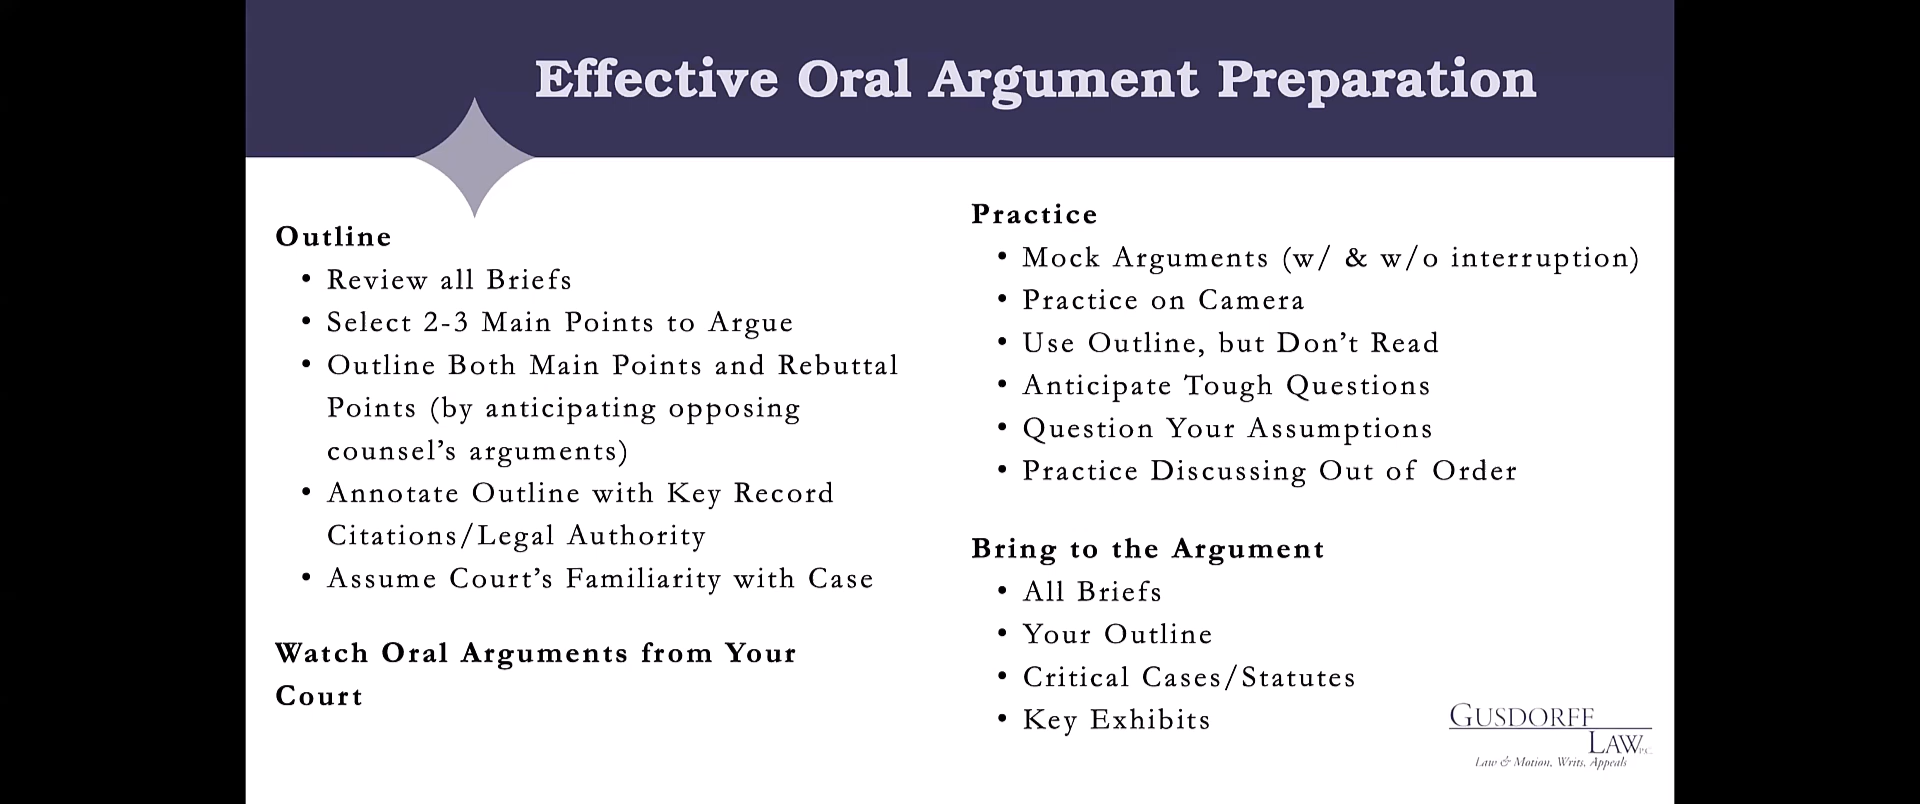 Effective Oral Argument Preparation
Outline
• Review all Briefs
• Select 2-3 Main Points to Argue
• Outline Both Main Points and Rebuttal
Points (by anticipating opposing
counsel’s arguments)
• Annotate Outline with Key Record
Citations/Legal Authority
• Assume Court’s Familiarity with Case
Watch Oral Arguments from Your
Court
Practice
• Mock Arguments (w/ & w/o interruption)
• Practice on Camera
• Use Outline, but Don’t Read
• Anticipate Tough Questions
• Question Your Assumptions
• Practice Discussing Out of Order
Bring to the Argument
• All Briefs
• Your Outline
• Critical Cases/Statutes
• Key Exhibits
GUSDORFF
LAW P.C.
Law & Motion, Writs, Appeals